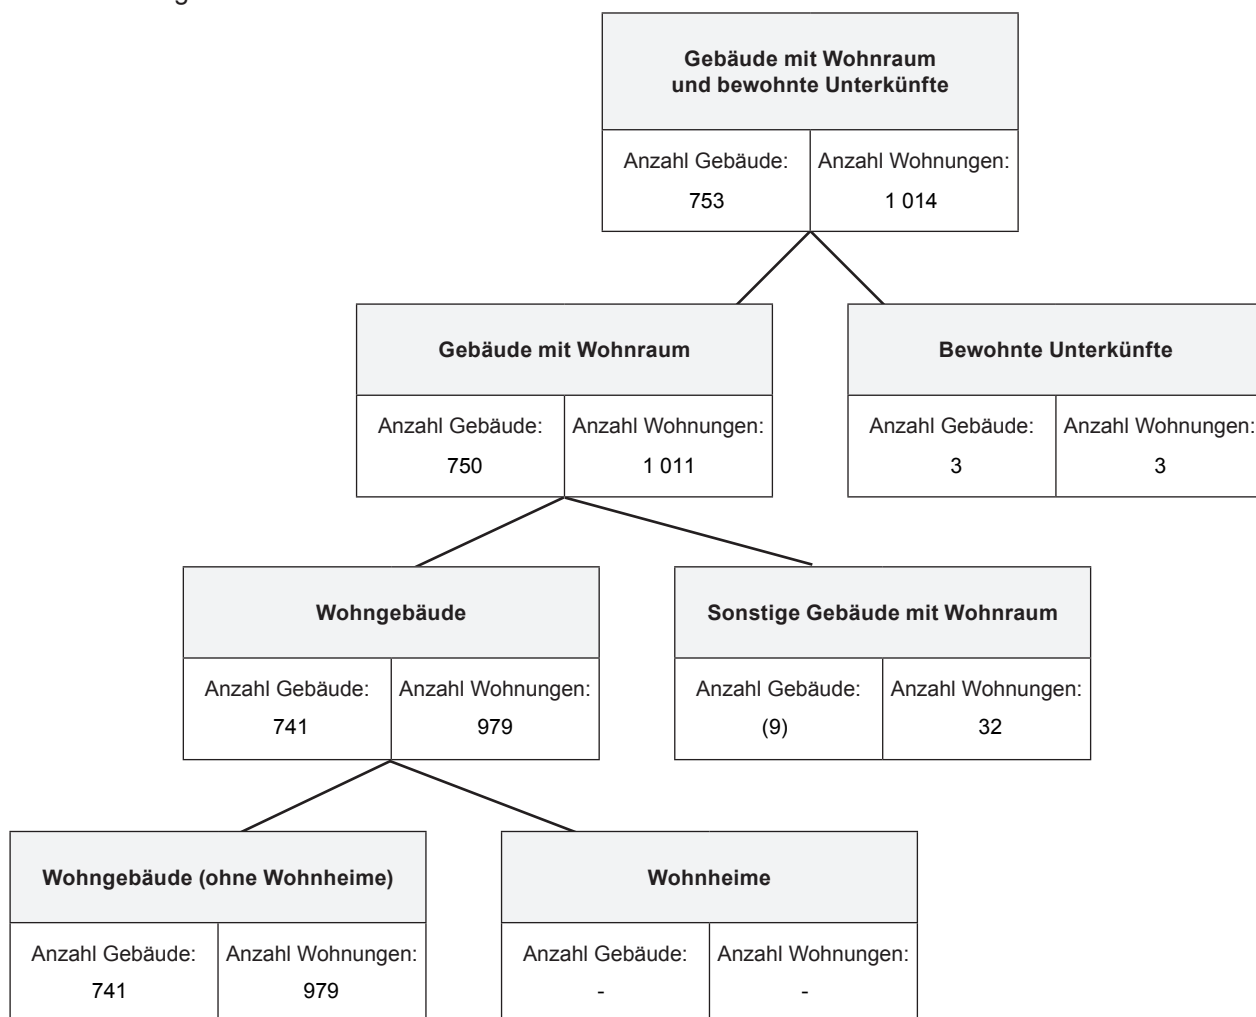 Gebäude mit Wohnraum
und bewohnte Unterkünfte
Anzahl Gebäude: Anzahl Wohnungen:
753 1 014
Gebäude mit Wohnraum
Anzahl Gebäude: Anzahl Wohnungen:
750 1 011
Bewohnte Unterkünfte
Anzahl Gebäude: Anzahl Wohnungen:
3 3
Wohngebäude
Anzahl Gebäude: Anzahl Wohnungen:
741 979
Sonstige Gebäude mit Wohnraum
Anzahl Gebäude: Anzahl Wohnungen:
(9) 32
Wohngebäude (ohne Wohnheime)
Anzahl Gebäude: Anzahl Wohnungen:
741 979
Wohnheime
Anzahl Gebäude: Anzahl Wohnungen:
- -